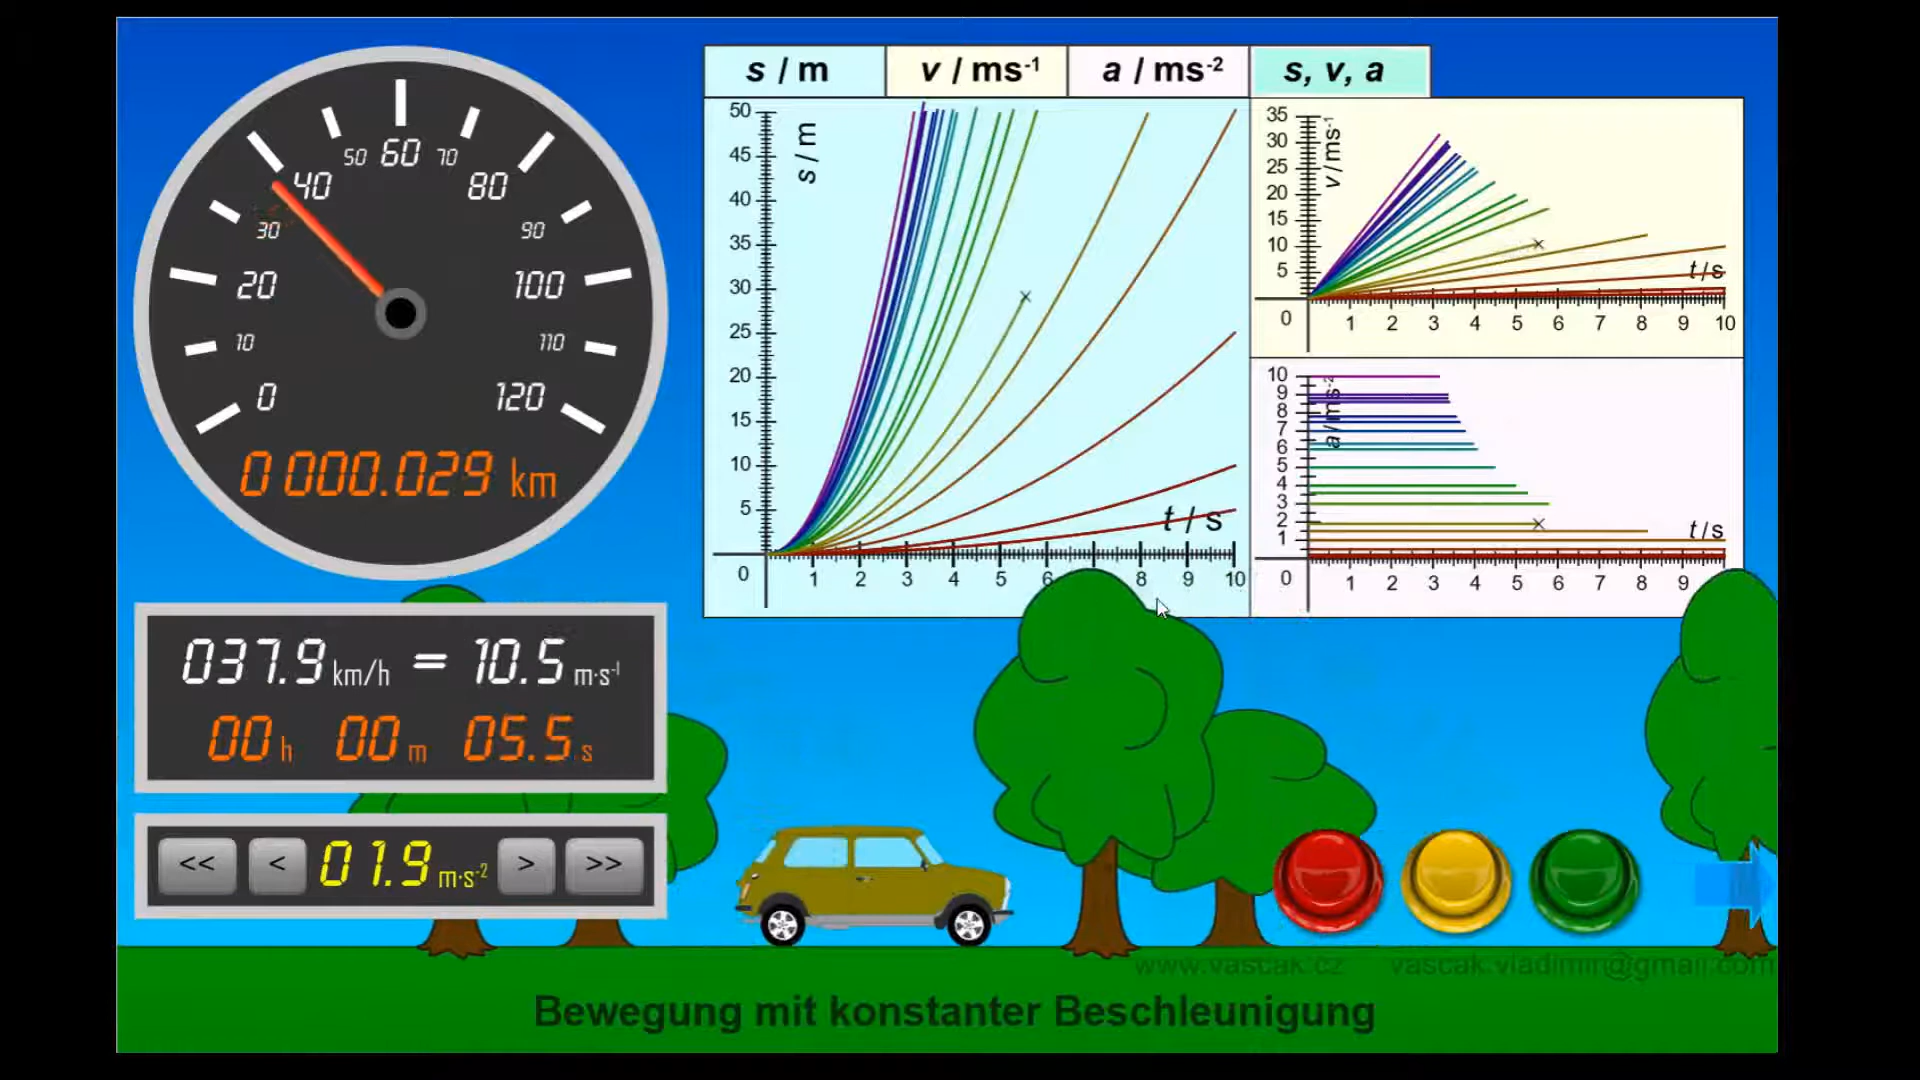 s / m
v / ms-1
a / ms-2
s, v, a
10 20 30 40 50 60 70 80 90 100 110 120
0
0 000.029 km
037.9 km/h = 10.5 m·s-1
00 h 00 m 05.5 s
<< < 01.9 m·s-2 > >>
s / m
50
45
40
35
30
25
20
15
10
5
0 1 2 3 4 5 6 8 9 10
t / s
v / ms-1
35
30
25
20
15
10
5
0 1 2 3 4 5 6 7 8 9 10
t / s
a / ms-2
10
9
8
7
6
5
4
3
2
1
0 1 2 3 4 5 6 7 8 9
t / s
www.vascak.cz vascak.vladimir@gmail.com
Bewegung mit konstanter Beschleunigung